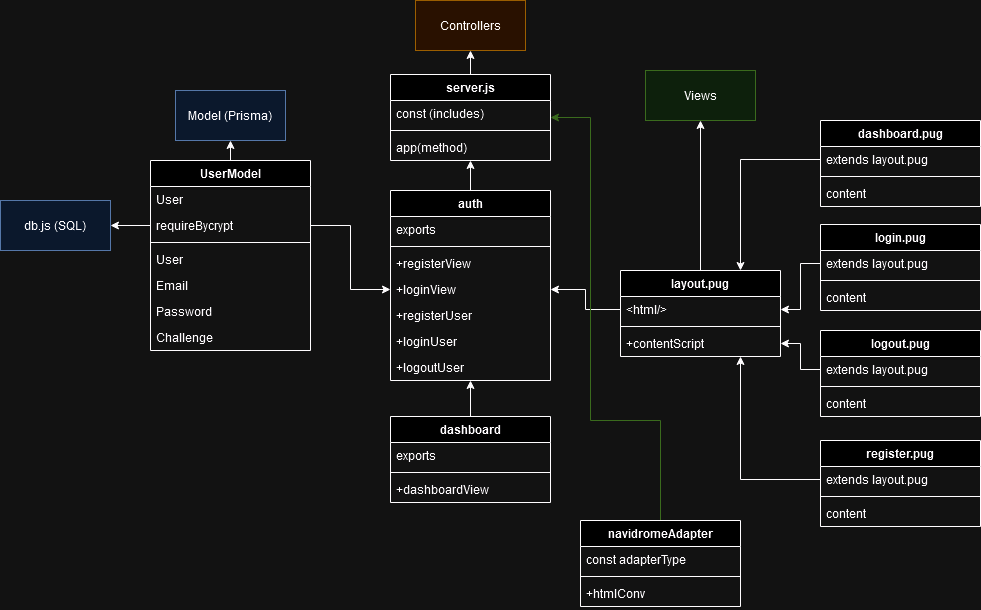 Controllers
server.js
const (includes)
app(method)
Views
Model (Prisma)
UserModel
User
requireBycrypt
User
Email
Password
Challenge
db.js (SQL)
auth
exports
+registerView
+loginView
+registerUser
+loginUser
+logoutUser
dashboard
exports
+dashboardView
layout.pug
<html/>
+contentScript
dashboard.pug
extends layout.pug
content
login.pug
extends layout.pug
content
logout.pug
extends layout.pug
content
register.pug
extends layout.pug
content
navidromeAdapter
const adapterType
+htmlConv